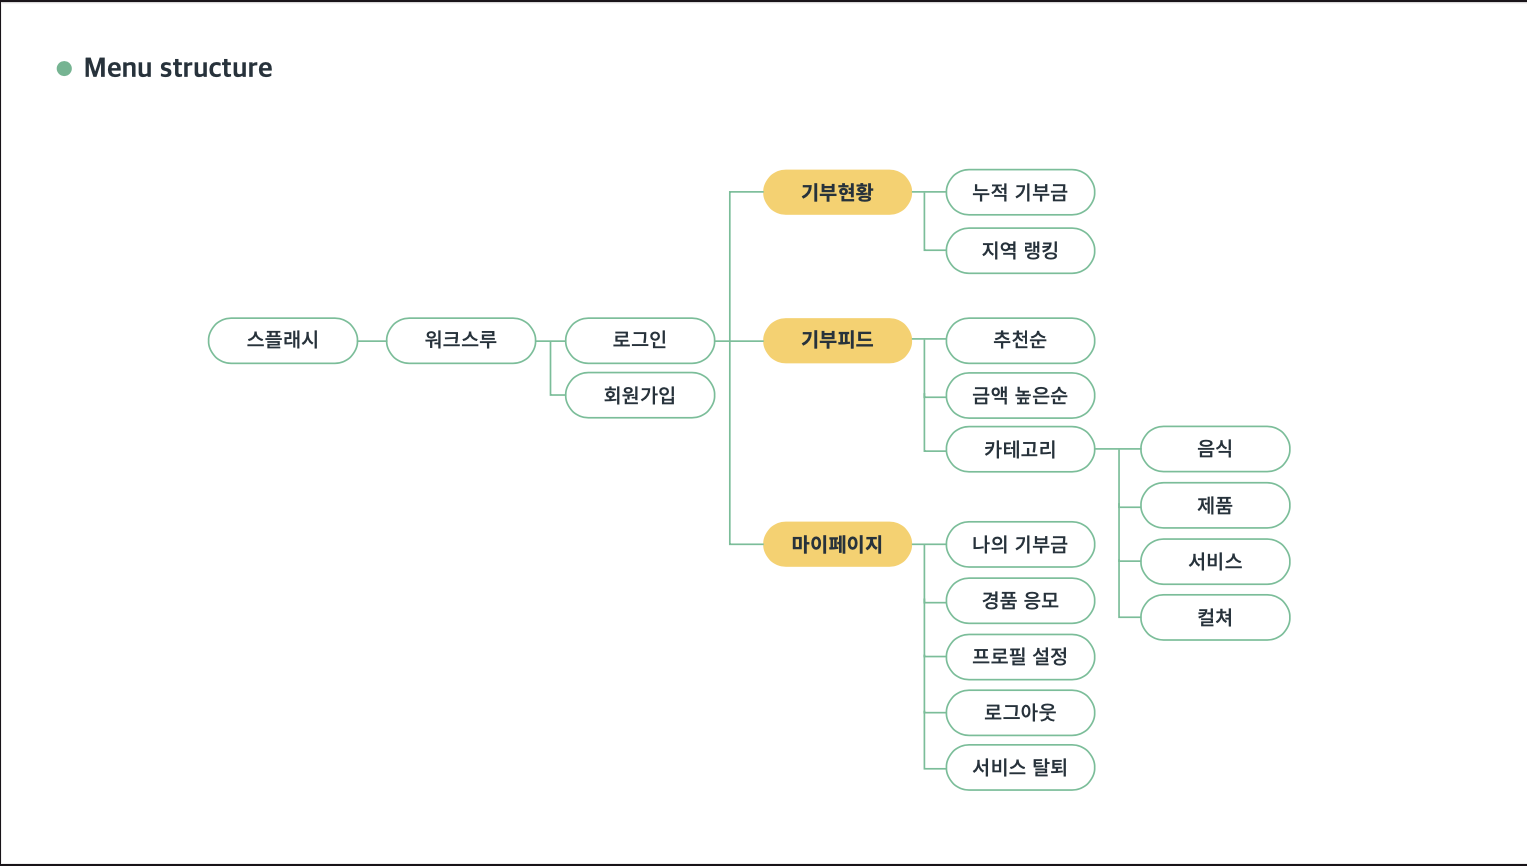 Menu structure
스플래시
워크스루
로그인
회원가입
기부현황
누적 기부금
지역 랭킹
기부피드
추천순
금액 높은순
카테고리
음식
제품
서비스
컬쳐
마이페이지
나의 기부금
경품 응모
프로필 설정
로그아웃
서비스 탈퇴